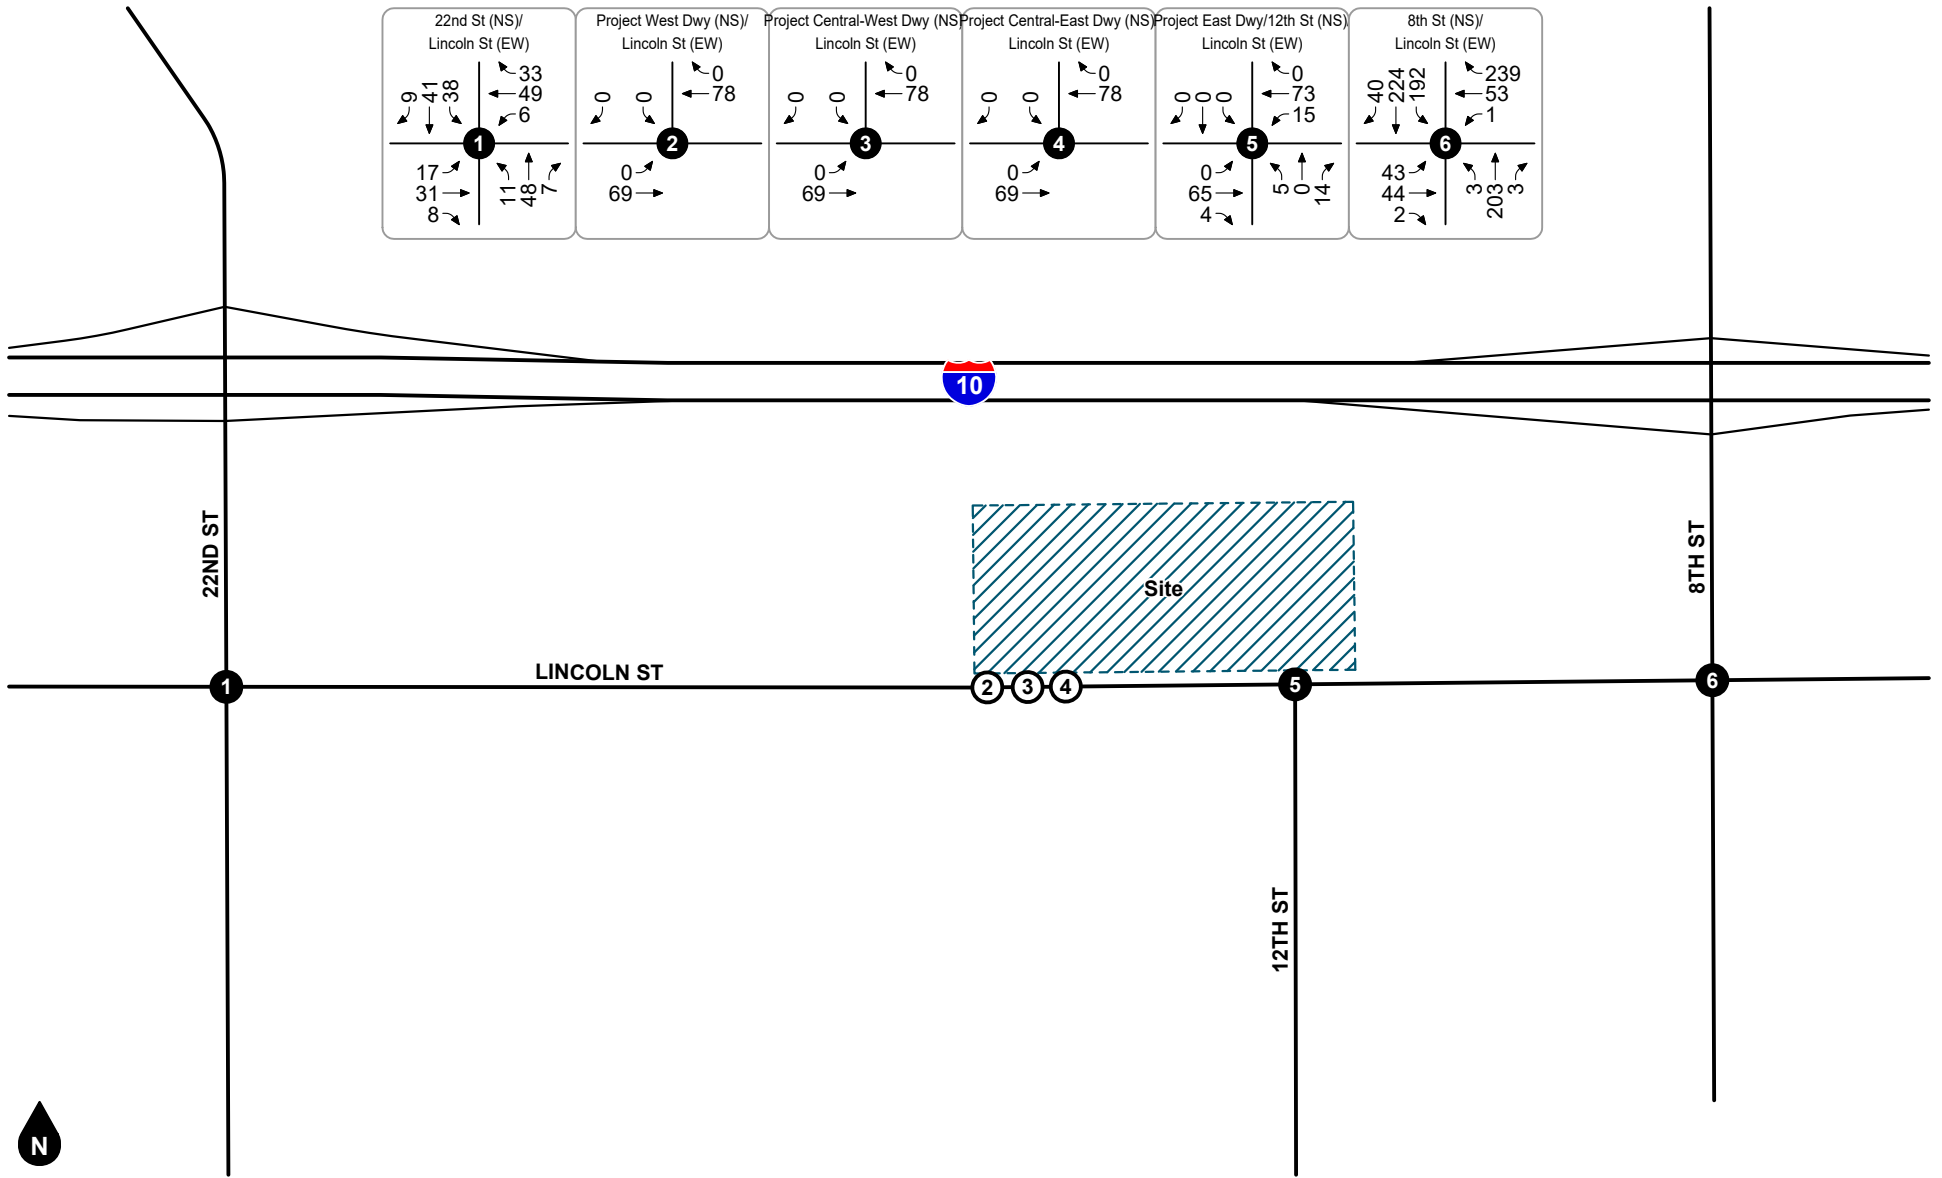 22nd St (NS)/
Lincoln St (EW)
9 41 38
33
49
6
1
17
31
8
11 48 7
Project West Dwy (NS)/
Lincoln St (EW)
0 0
0
78
2
0
69
Project Central-West Dwy (NS)
Lincoln St (EW)
0 0
0
78
3
0
69
Project Central-East Dwy (NS)
Lincoln St (EW)
0 0
0
78
4
0
69
Project East Dwy/12th St (NS)
Lincoln St (EW)
0 0 0
0
73
15
5
0
65
4
5 0 14
8th St (NS)/
Lincoln St (EW)
40 224 192
239
53
1
6
43
44
2
3 203 3
10
22ND ST
8TH ST
Site
LINCOLN ST
1
2
3
4
5
6
12TH ST
N